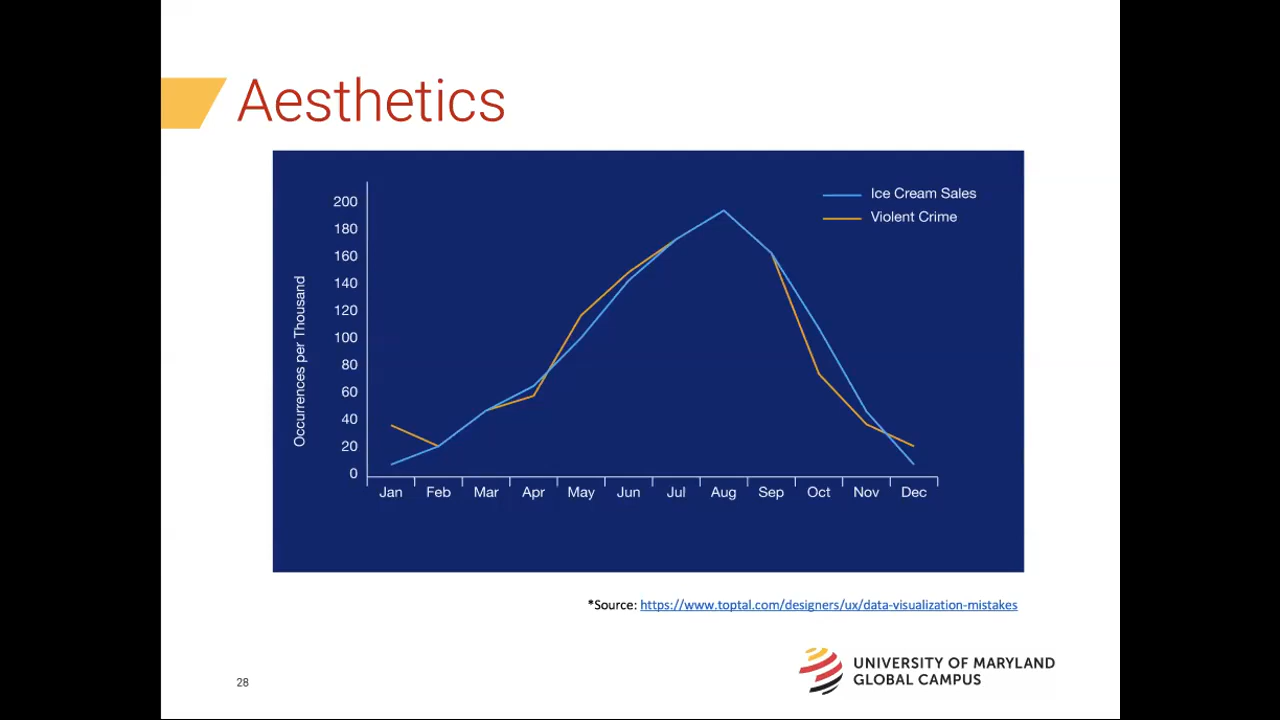 Aesthetics
Ice Cream Sales
Violent Crime
Occurrences per Thousand
200
180
160
140
120
100
80
60
40
20
0
Jan Feb Mar Apr May Jun Jul Aug Sep Oct Nov Dec
*Source: https://www.toptal.com/designers/ux/data-visualization-mistakes
28
UNIVERSITY OF MARYLAND
GLOBAL CAMPUS